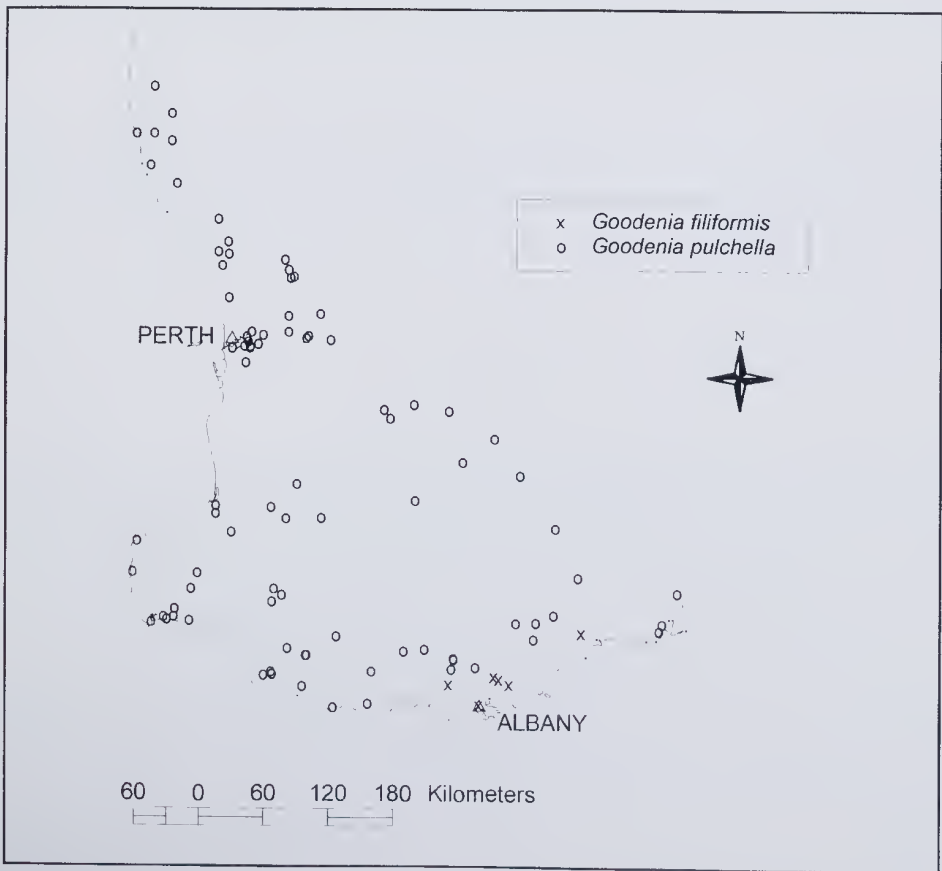 x Goodenia filiformis
o Goodenia pulchella
PERTH
N
ALBANY
60 0 60 120 180 Kilometers